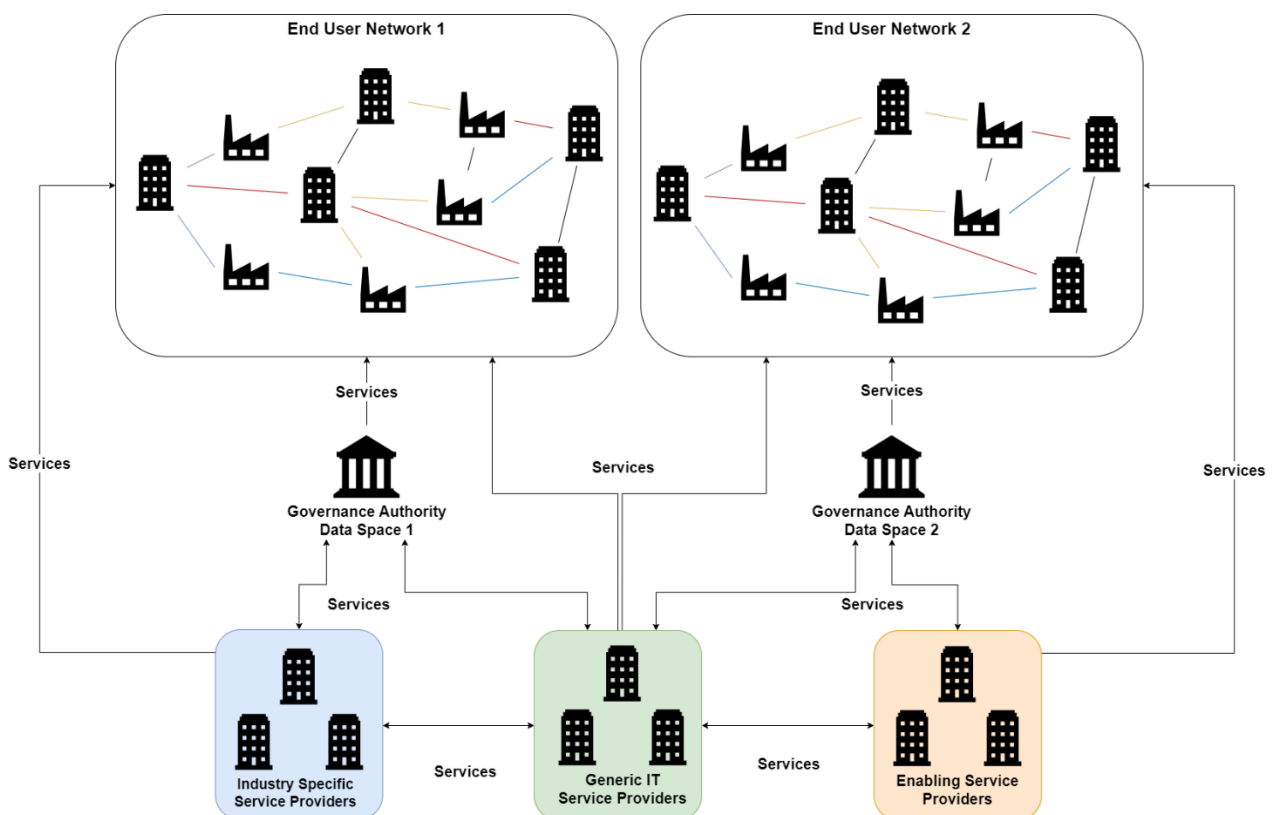 End User Network 1
End User Network 2
Services
Services
Services
Services
Services
Governance Authority
Data Space 1
Governance Authority
Data Space 2
Services
Services
Services
Services
Industry Specific
Service Providers
Generic IT
Service Providers
Enabling Service
Providers